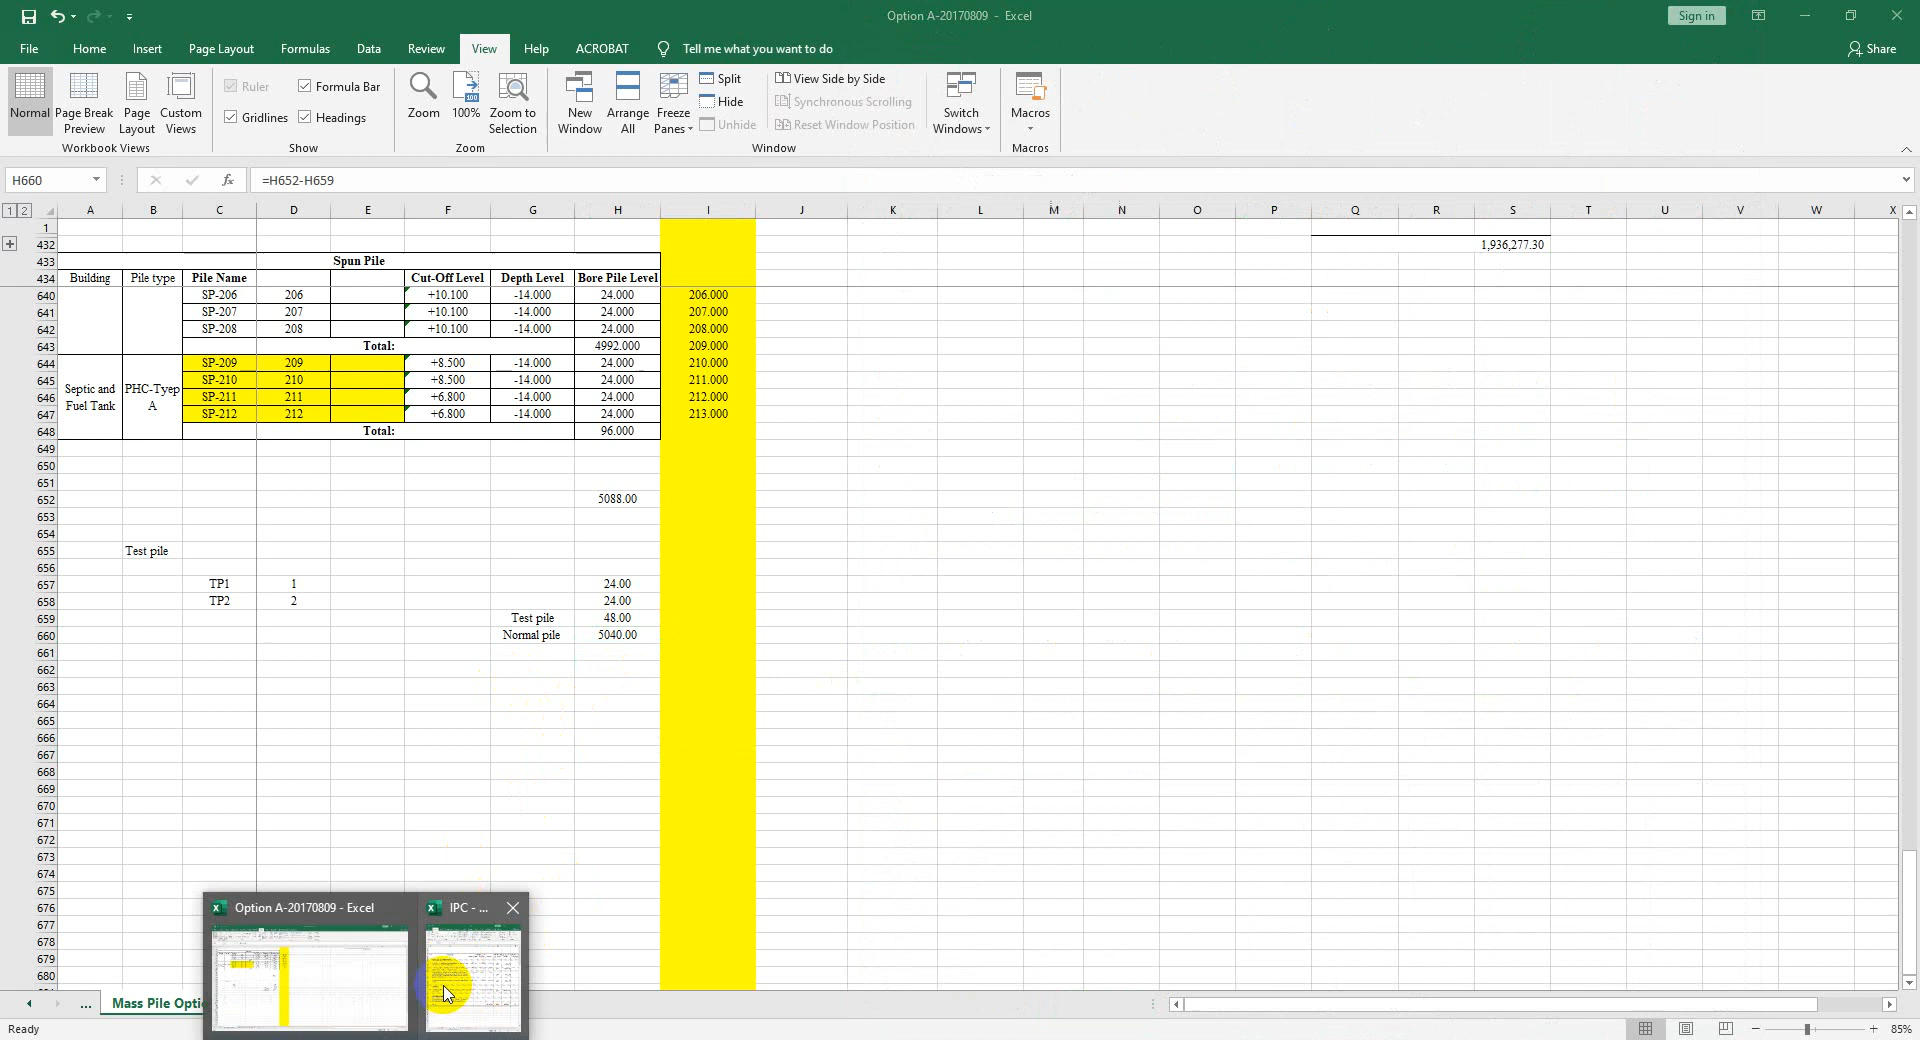 Option A-20170809 - Excel
Sign in
File Home Insert Page Layout Formulas Data Review View Help ACROBAT Tell me what you want to do Share
Normal
Page Break Preview
Page Layout
Custom Views
Workbook Views
Ruler
Formula Bar
Gridlines
Headings
Show
Zoom
100
100%
Zoom to Selection
Zoom
New Window
Arrange All
Freeze Panes
Split
Hide
Unhide
View Side by Side
Synchronous Scrolling
Reset Window Position
Window
Switch Windows
Macros
Macros
H660 fx =H652-H659
1 2 A B C D E F G H I J K L M N O P Q R S T U V W X
1
432 1,936,277.30
433 Spun Pile
434 Building Pile type Pile Name Cut-Off Level Depth Level Bore Pile Level
640 SP-206 206 +10.100 -14.000 24.000 206.000
641 SP-207 207 +10.100 -14.000 24.000 207.000
642 SP-208 208 +10.100 -14.000 24.000 208.000
643 Total: 4992.000 209.000
644 SP-209 209 +8.500 -14.000 24.000 210.000
645 Septic and PHC-Tyep SP-210 210 +8.500 -14.000 24.000 211.000
646 Fuel Tank A SP-211 211 +6.800 -14.000 24.000 212.000
647 SP-212 212 +6.800 -14.000 24.000 213.000
648 Total: 96.000
649
650
651
652 5088.00
653
654
655 Test pile
656
657 TP1 1 24.00
658 TP2 2 24.00
659 Test pile 48.00
660 Normal pile 5040.00
661
662
663
664
665
666
667
668
669
670
671
672
673
674
675
676
677
678
679
680
Option A-20170809 - Excel
IPC - ...
... Mass Pile Optio
Ready
85%